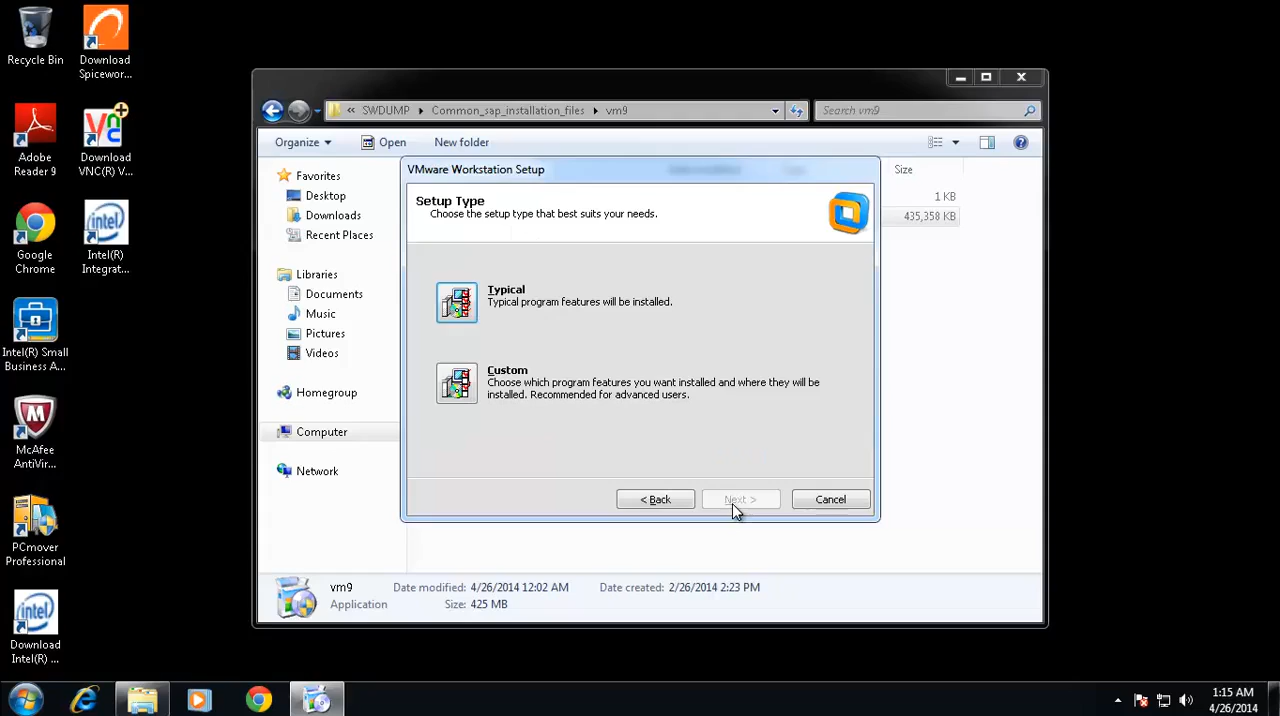 Recycle Bin
Download
Spicewor...
Adobe
Reader 9
Download
VNC(R) V...
Google
Chrome
Intel(R)
Integrat...
Intel(R) Small
Business A...
McAfee
AntiVir...
PCmover
Professional
Download
Intel(R) ...
« SWDUMP Common_sap_installation_files vm9
Search vm9
Organize Open New folder
Favorites
Desktop
Downloads
Recent Places
Libraries
Documents
Music
Pictures
Videos
Homegroup
Computer
Network
Size
1 KB
435,358 KB
VMware Workstation Setup
Setup Type
Choose the setup type that best suits your needs.
Typical
Typical program features will be installed.
Custom
Choose which program features you want installed and where they will be
installed. Recommended for advanced users.
< Back Next > Cancel
vm9 Date modified: 4/26/2014 12:02 AM Date created: 2/26/2014 2:23 PM
Application Size: 425 MB
1:15 AM
4/26/2014